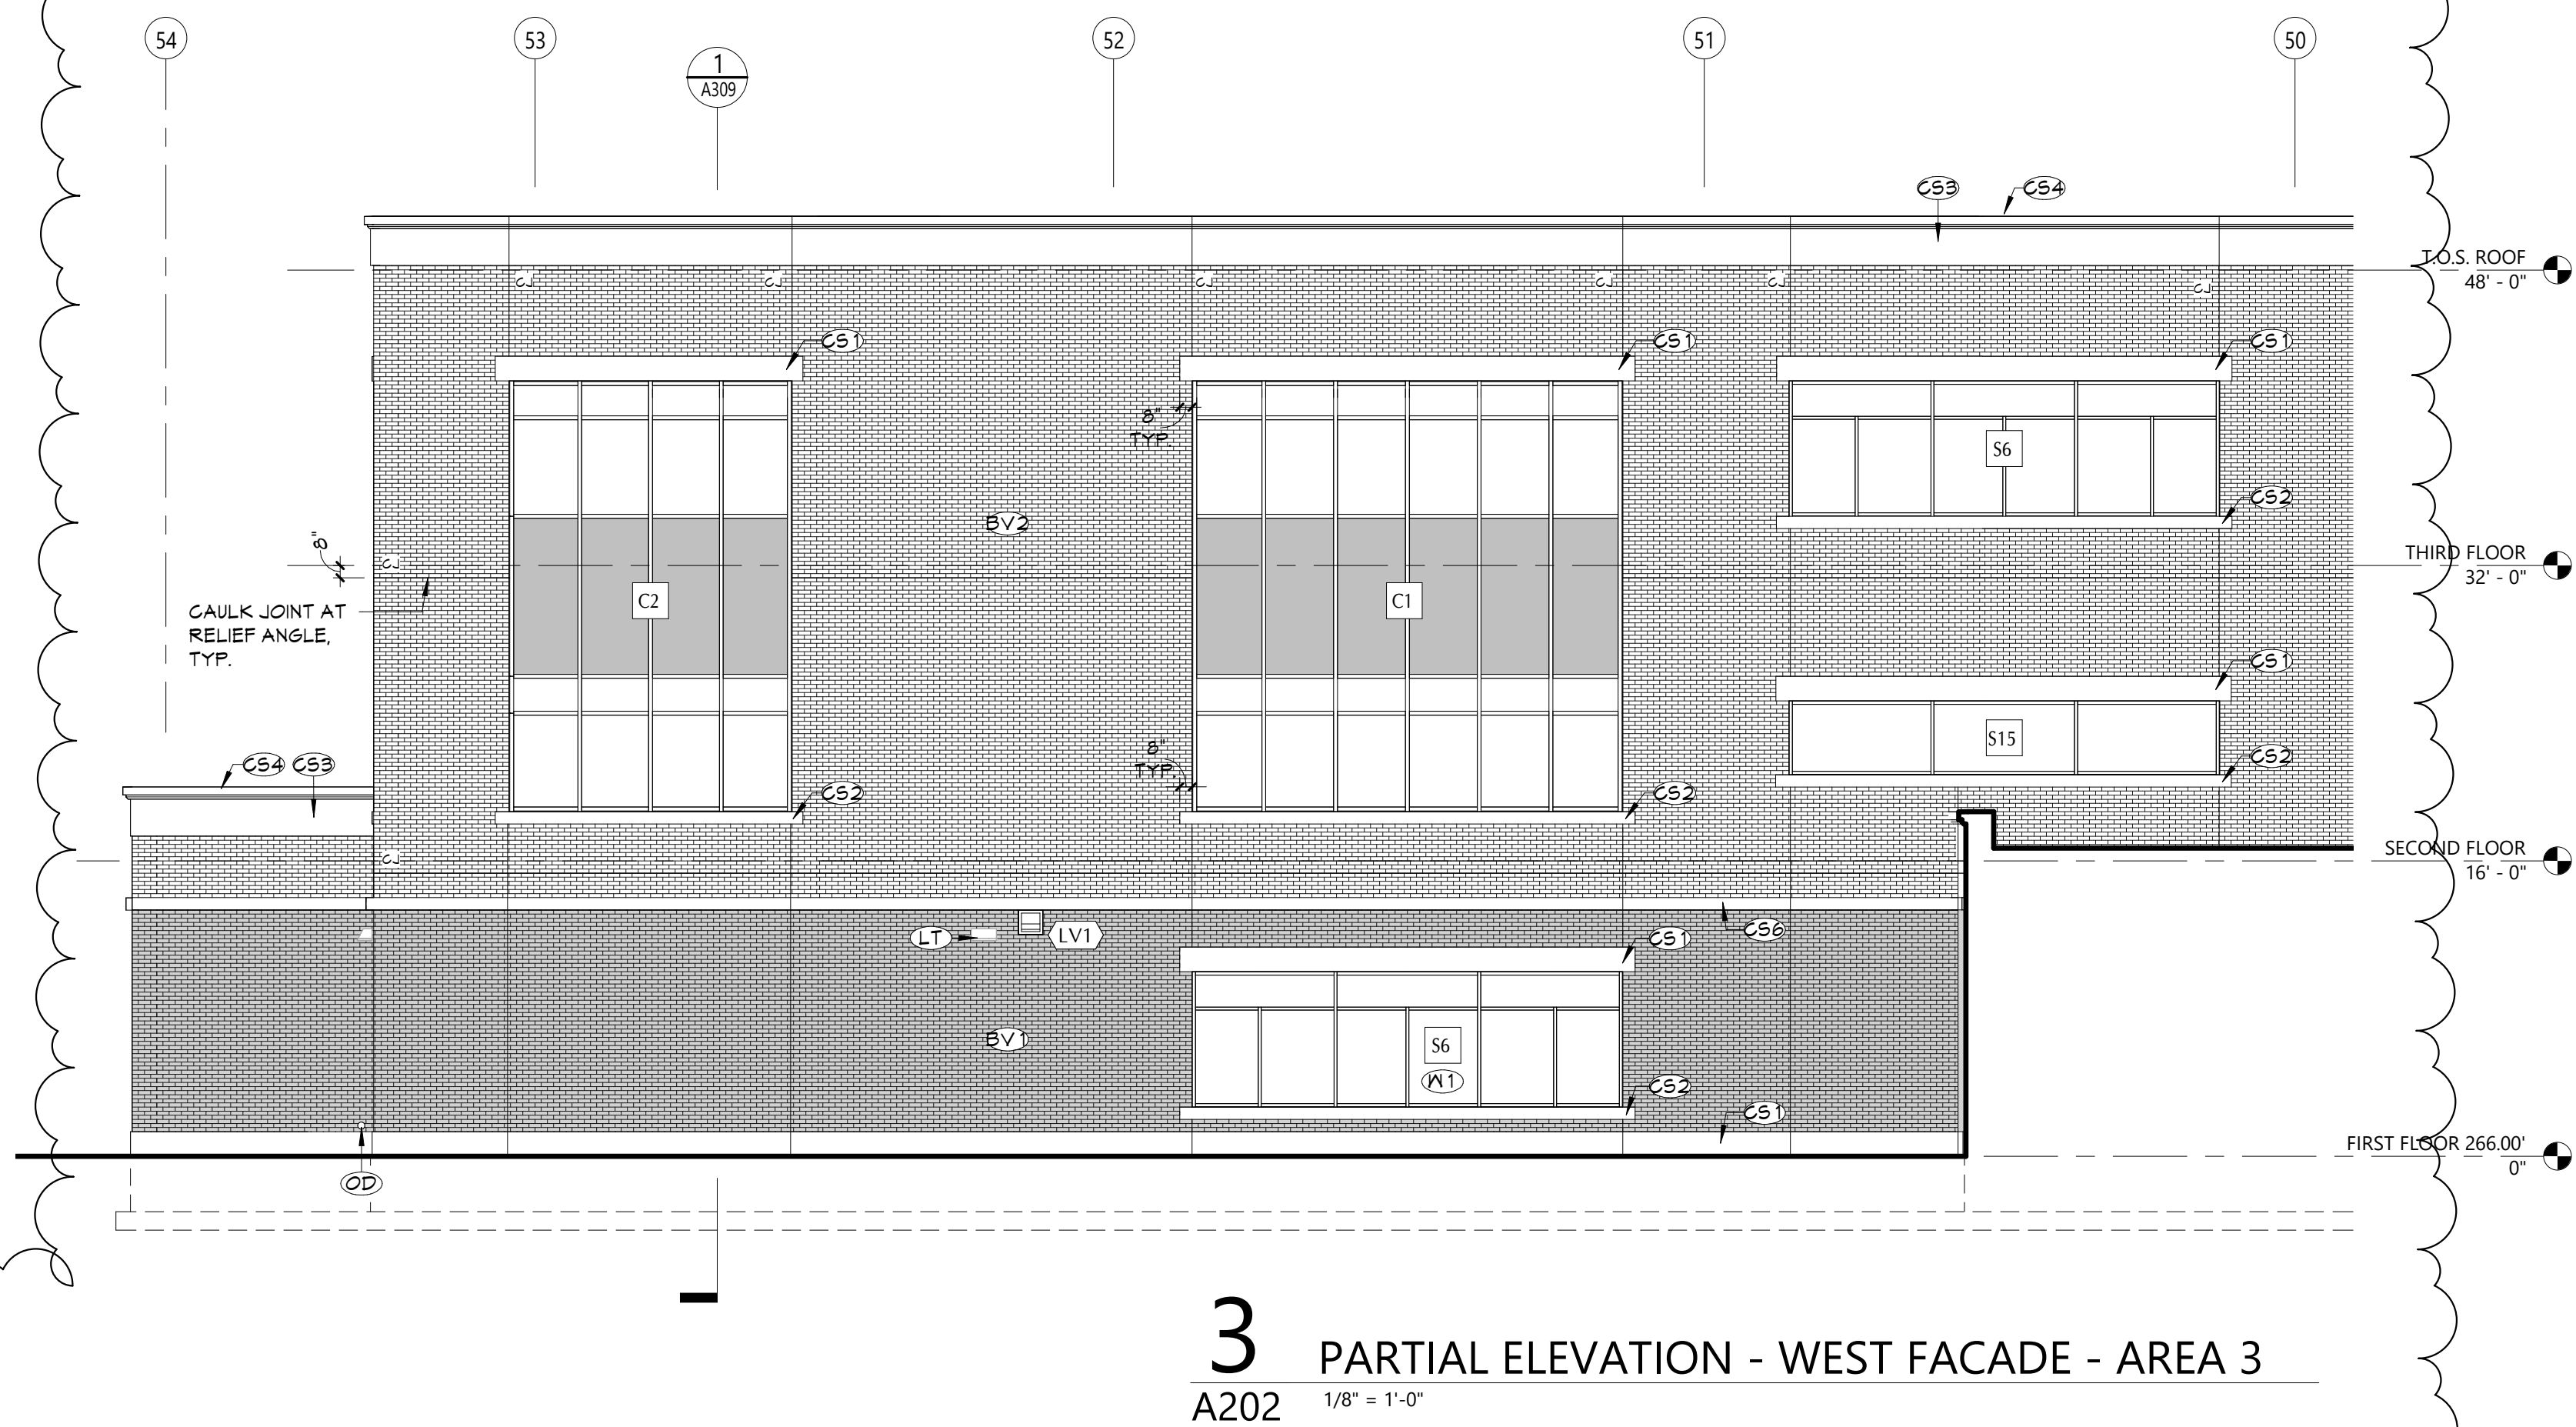 54
53
52
51
50
1
A309
CS3
CS4
T.O.S. ROOF
48' - 0"
CJ
CJ
CJ
CJ
CJ
CJ
CS1
CS1
CS1
8"
TYP.
S6
CS2
BV2
8"
CJ
THIRD FLOOR
32' - 0"
C2
C1
CAULK JOINT AT
RELIEF ANGLE,
TYP.
CS1
S15
8"
TYP.
CS2
CS4
CS3
CS2
CS2
CJ
SECOND FLOOR
16' - 0"
LT
LV1
CS6
CS1
BV1
S6
W1
CS2
CS1
FIRST FLOOR 266.00'
0"
OD
3
PARTIAL ELEVATION - WEST FACADE - AREA 3
A202
1/8" = 1'-0"